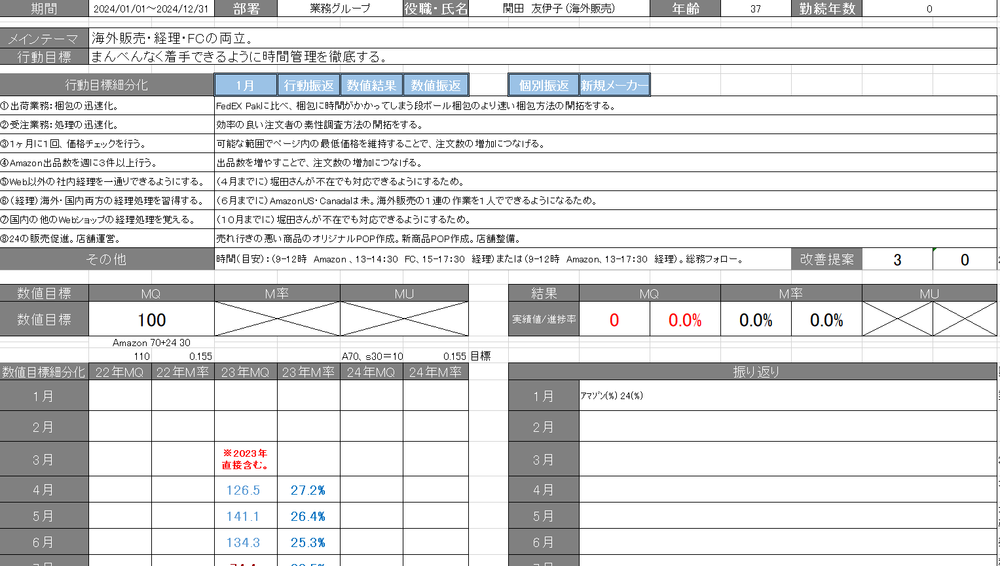 期間 2024/01/01～2024/12/31 部署 業務グループ 役職・氏名 関田　友伊子（海外販売） 年齢 37 勤続年数 0
メインテーマ 海外販売・経理・FCの両立。
行動目標 まんべんなく着手できるように時間管理を徹底する。
行動目標細分化 1月 行動振返 数値結果 数値振返 個別振返 新規メーカー
①出荷業務：梱包の迅速化。 FedEX Pakに比べ、梱包に時間がかかってしまう段ボール梱包のより速い梱包方法の開拓をする。
②受注業務：処理の迅速化。 効率の良い注文者の素性調査方法の開拓をする。
③１ヶ月に１回、価格チェックを行う。 可能な範囲でページ内の最低価格を維持することで、注文数の増加につなげる。
④Amazon出品数を週に３件以上行う。 出品数を増やすことで、注文数の増加につなげる。
⑤Web以外の社内経理を一通りできるようにする。 （４月までに）堀田さんが不在でも対応できるようにするため。
⑥（経理）海外・国内両方の経理処理を習得する。 （６月までに）AmazonUS・Canadaは未。海外販売の１連の作業を１人でできるようになるため。
⑦国内の他のWebショップの経理処理を覚える。 （１０月までに）堀田さんが不在でも対応できるようにするため。
⑧24の販売促進。店舗運営。 売れ行きの悪い商品のオリジナルPOP作成。新商品POP作成。店舗整備。
その他 時間（目安）：（9-12時　Amazon 、13-14：30　FC、15-17：30　経理）または（9-12時　Amazon、13-17：30　経理）。総務フォロー。 改善提案 3 0
数値目標 MQ M率 MU 結果 MQ M率 MU
数値目標 100 実績値/進捗率 0 0.0% 0.0% 0.0%
Amazon 70+24 30
110 0.155 A70、s30＝10 0.155 目標
数値目標細分化 22年MQ 22年M率 23年MQ 23年M率 24年MQ 24年M率 振り返り
1月 1月 ｱﾏｿﾞﾝ(%) 24(%)
2月 2月
3月 ※2023年
直接含む。 3月
4月 126.5 27.2% 4月
5月 141.1 26.4% 5月
6月 134.3 25.3% 6月